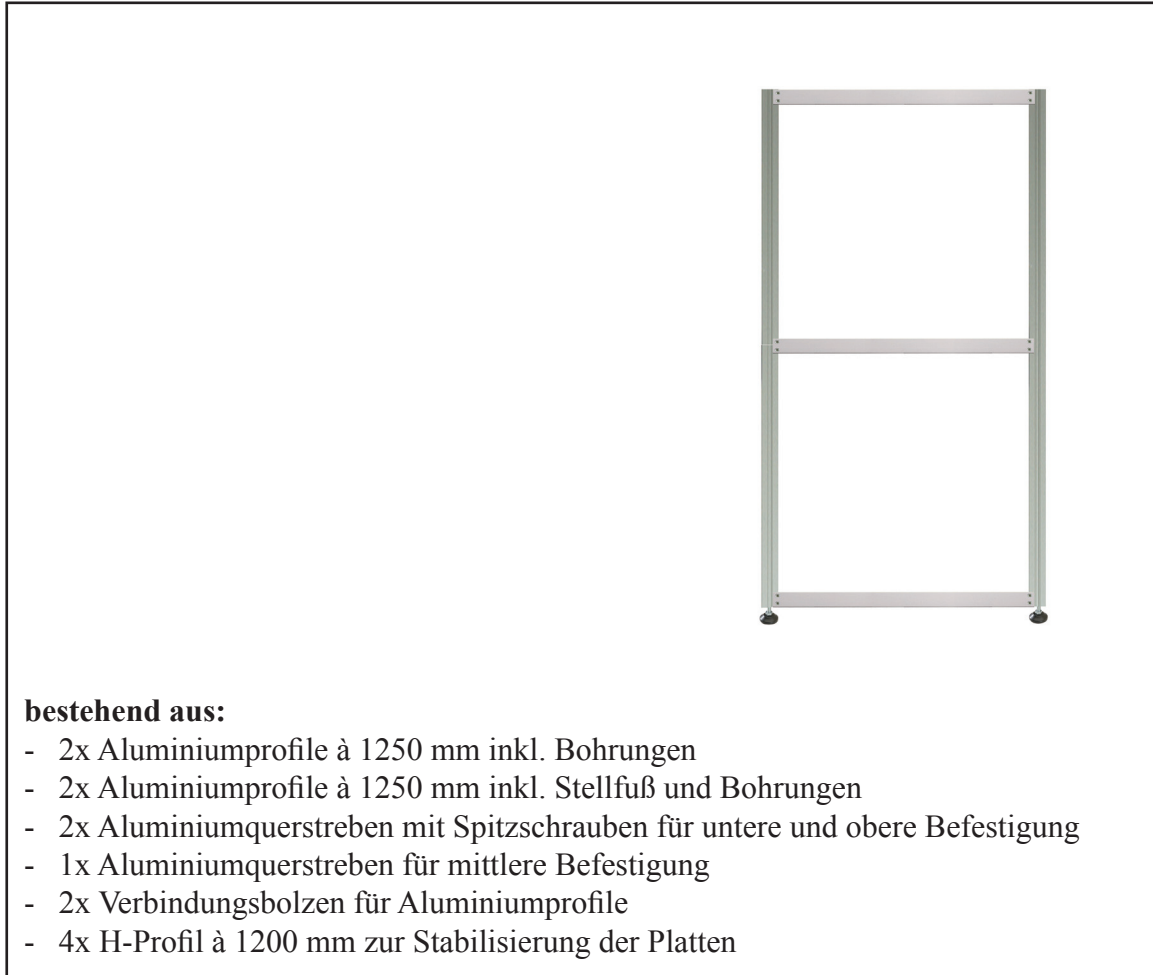 bestehend aus:
- 2x Aluminiumprofile à 1250 mm inkl. Bohrungen
- 2x Aluminiumprofile à 1250 mm inkl. Stellfuß und Bohrungen
- 2x Aluminiumquerstreben mit Spitzschrauben für untere und obere Befestigung
- 1x Aluminiumquerstreben für mittlere Befestigung
- 2x Verbindungsbolzen für Aluminiumprofile
- 4x H-Profil à 1200 mm zur Stabilisierung der Platten